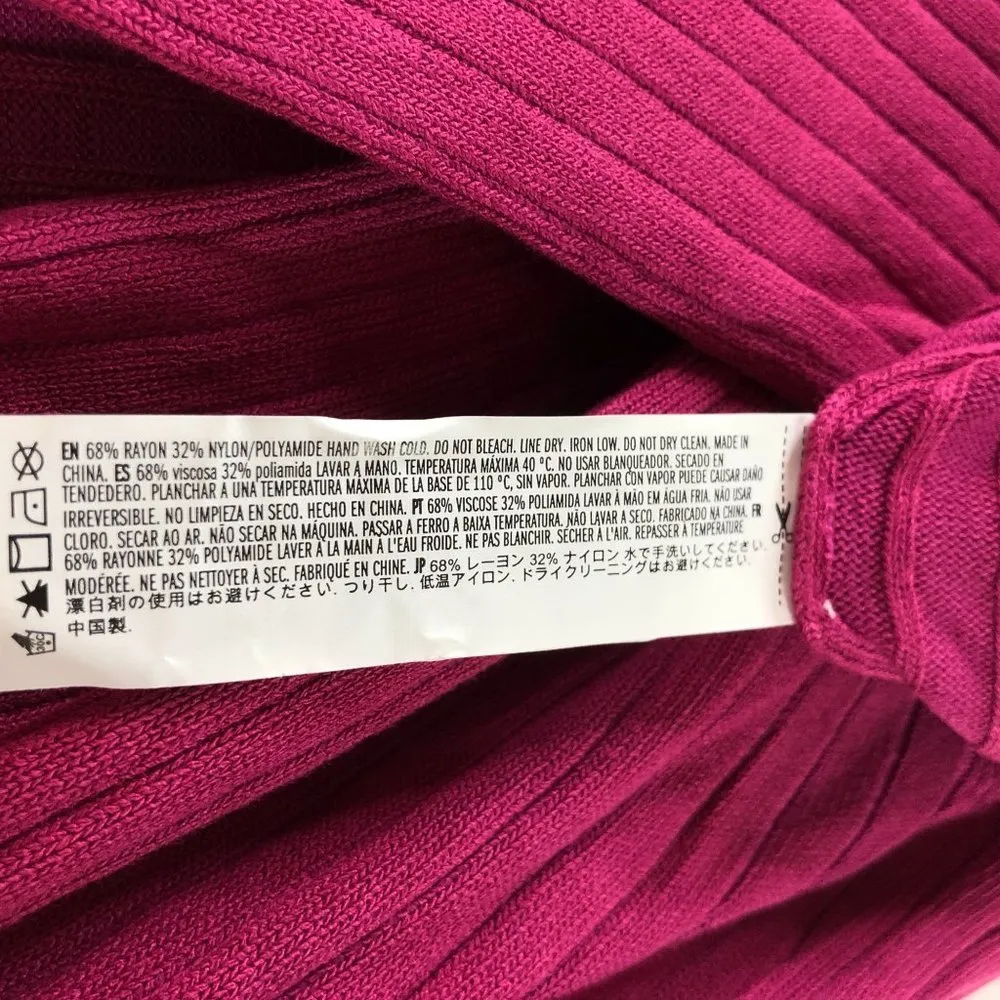 EN 68% RAYON 32% NYLON/POLYAMIDE HAND WASH COLD. DO NOT BLEACH. LINE DRY. IRON LOW. DO NOT DRY CLEAN. MADE IN
CHINA. ES 68% viscosa 32% poliamida LAVAR A MANO. TEMPERATURA MÁXIMA 40 ºC. NO USAR BLANQUEADOR. SECADO EN
TENDEDERO. PLANCHAR A UNA TEMPERATURA MÁXIMA DE LA BASE DE 110 ºC, SIN VAPOR. PLANCHAR CON VAPOR PUEDE CAUSAR DAÑO
IRREVERSIBLE. NO LIMPIEZA EN SECO. HECHO EN CHINA. PT 68% VISCOSE 32% POLIAMIDA LAVAR À MÃO EM ÁGUA FRIA. NÃO USAR
CLORO. SECAR AO AR. NÃO SECAR NA MÁQUINA. PASSAR A FERRO A BAIXA TEMPERATURA. NÃO LAVAR A SECO. FABRICADO NA CHINA. FR
68% RAYONNE 32% POLYAMIDE LAVER À LA MAIN À L'EAU FROIDE. NE PAS BLANCHIR. SECHER A L'AIR. REPASSER À TEMPERATURE
MODÉRÉE. NE PAS NETTOYER À SEC. FABRIQUÉ EN CHINE. JP 68% レーヨン 32% ナイロン 水で手洗いしてください.
漂白剤の使用はお避けください. つり干し. 低温アイロン. ドライクリーニングはお避けください.
中国製.